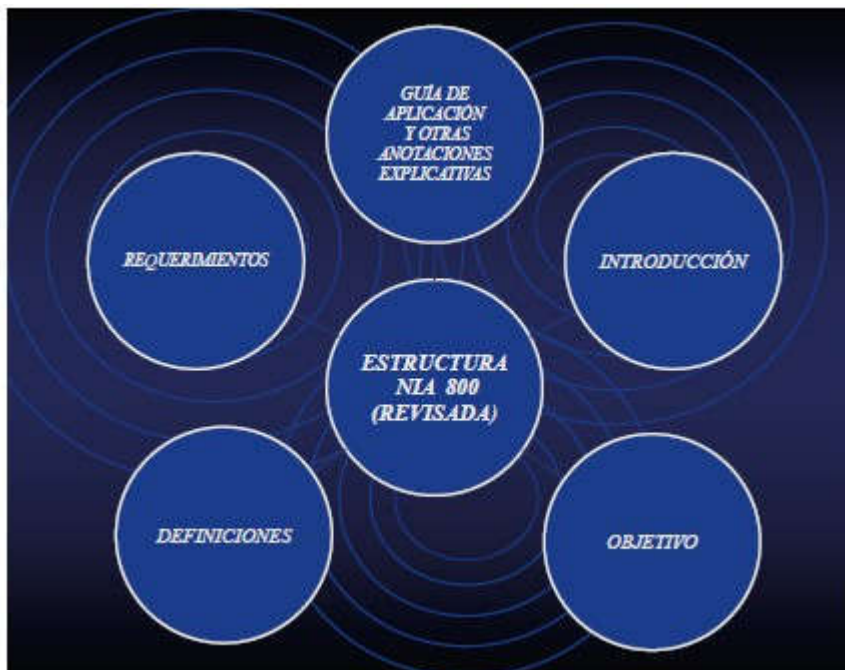 GUÍA DE
APLICACIÓN
Y OTRAS
ANOTACIONES
EXPLICATIVAS
REQUERIMIENTOS
INTRODUCCIÓN
ESTRUCTURA
NIA 800
(REVISADA)
DEFINICIONES
OBJETIVO